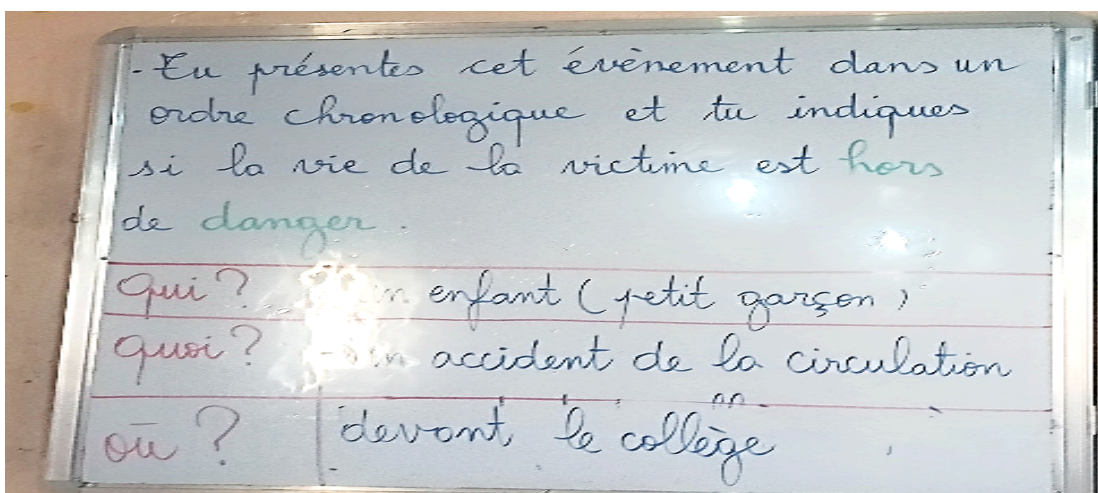 - Tu présentes cet évènement dans un
ordre chronologique et tu indiques
si la vie de la victime est hors
de danger.
Qui? enfant (petit garçon)
quoi? accident de la circulation
où? devant le collège